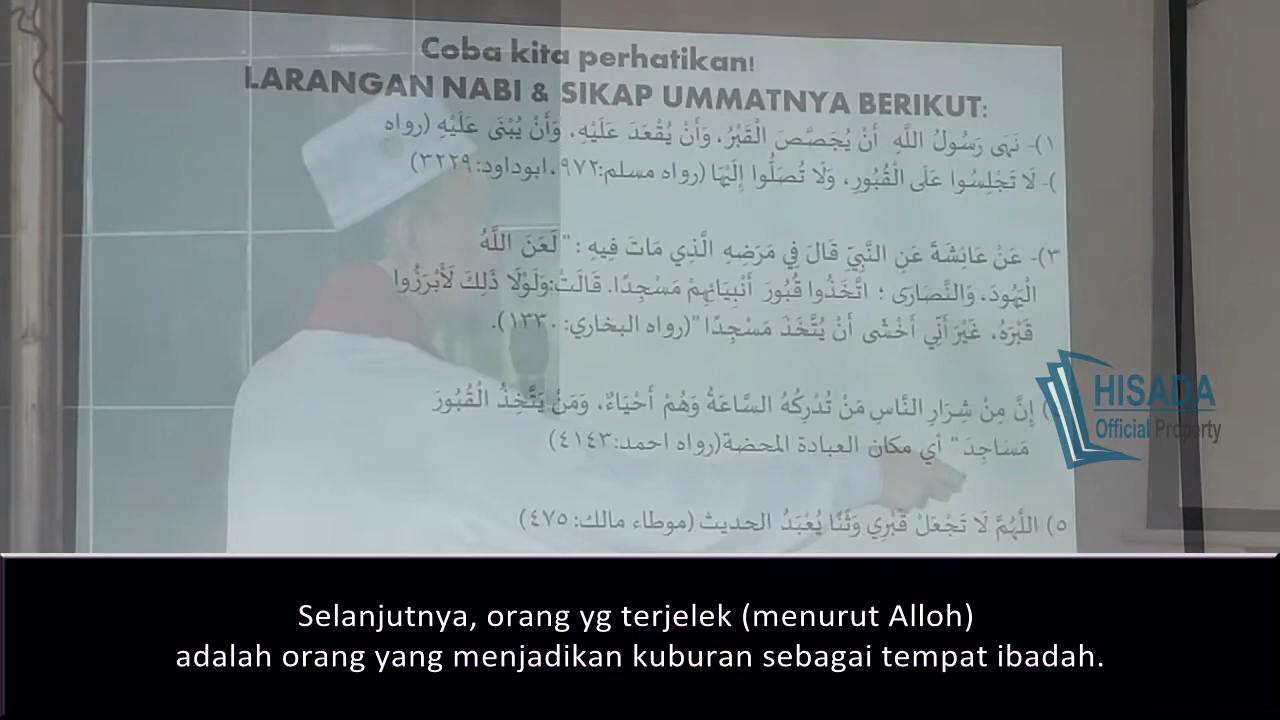 Coba kita perhatikan!
LARANGAN NABI & SIKAP UMMATNYA BERIKUT:
١)- نَهَى رَسُولُ اللَّهِ أَنْ يُجَصَّصَ الْقَبْرُ، وَأَنْ يُقْعَدَ عَلَيْهِ، وَأَنْ يُبْنَى عَلَيْهِ (رواه
)- لَا تَجْلِسُوا عَلَى الْقُبُورِ، وَلَا تُصَلُّوا إِلَيْهَا (رواه مسلم:٩٧٢،ابوداود:٣٢٢٩)
٣)- عَنْ عَائِشَةَ عَنِ النَّبِيِّ قَالَ فِي مَرَضِهِ الَّذِي مَاتَ فِيهِ : " لَعَنَ اللَّهُ
الْيَهُودَ، وَالنَّصَارَى ؛ اتَّخَذُوا قُبُورَ أَنْبِيَائِهِمْ مَسْجِدًا. قَالَتْ:وَلَوْلَا ذَلِكَ لَأَبْرَزُوا
قَبْرَهُ، غَيْرَ أَنِّي أَخْشَى أَنْ يُتَّخَذَ مَسْجِدًا "(رواه البخاري: ١٣٣٠).
٤) إِنَّ مِنْ شِرَارِ النَّاسِ مَنْ تُدْرِكُهُ السَّاعَةُ وَهُمْ أَحْيَاءٌ، وَمَنْ يَتَّخِذُ الْقُبُورَ
مَسَاجِدَ " أي مكان العبادة المحضة(رواه احمد:٤١٤٣)
٥) اللَّهُمَّ لَا تَجْعَلْ قَبْرِي وَثَنًا يُعْبَدُ الحديث (موطاء مالك: ٤٧٥)
HISADA
Official Property
Selanjutnya, orang yg terjelek (menurut Alloh)
adalah orang yang menjadikan kuburan sebagai tempat ibadah.